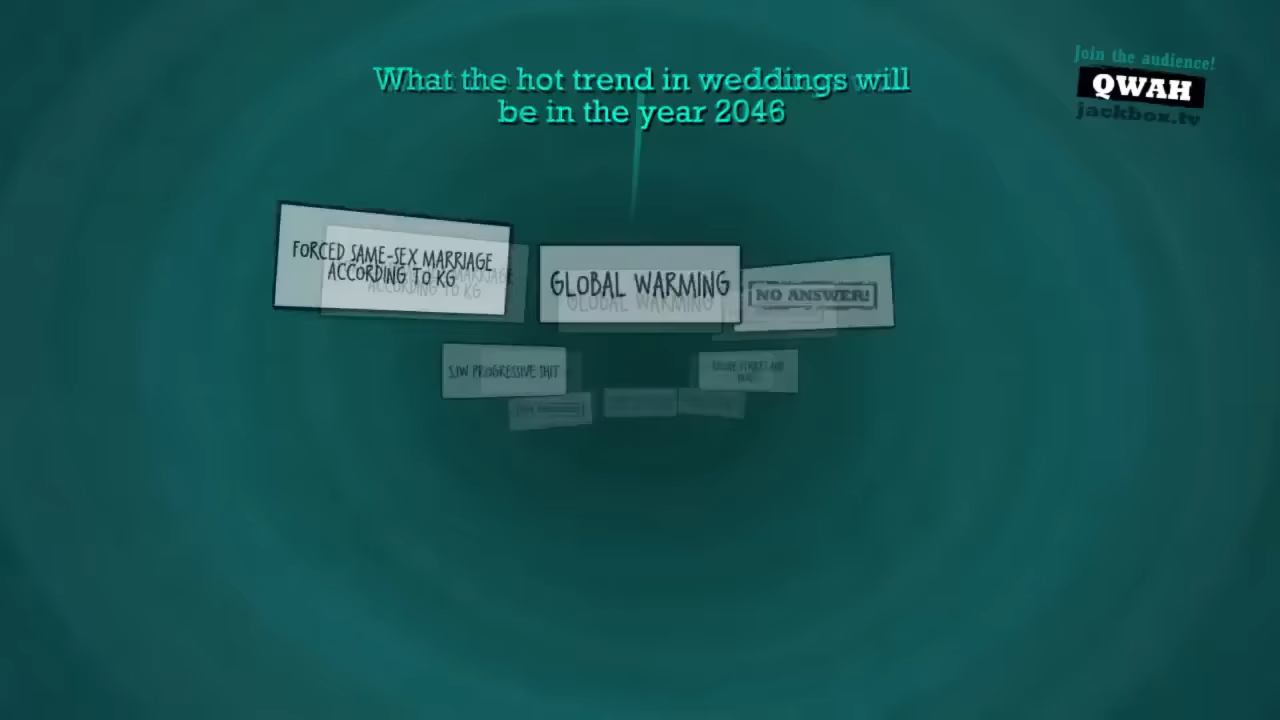 Join the audience!
QWAH
jackbox.tv
What the hot trend in weddings will
be in the year 2046
FORCED SAME-SEX MARRIAGE
ACCORDING TO KG
GLOBAL WARMING
NO ANSWER!
SJW PROGRESSIVE SHIT